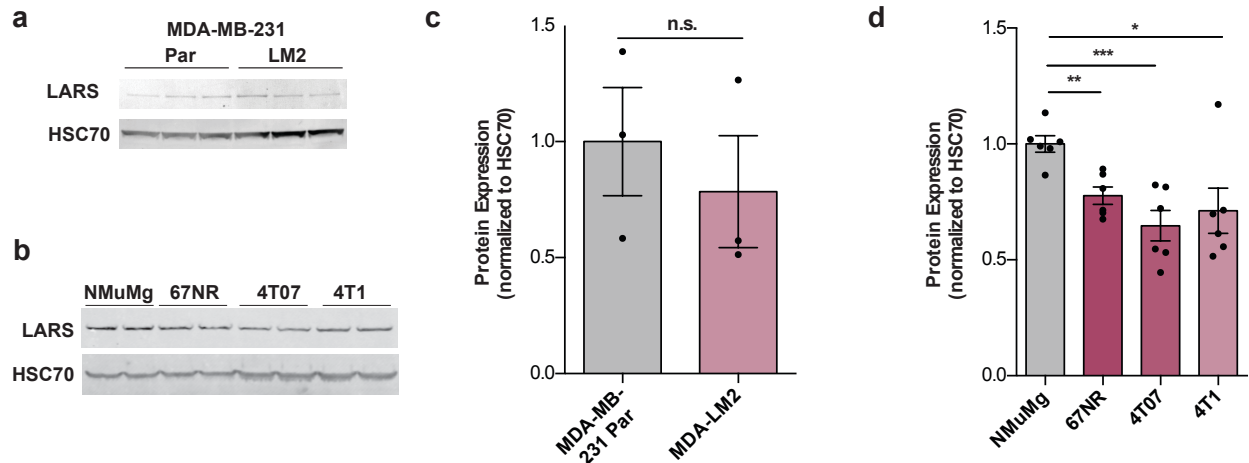 a
MDA-MB-231
Par LM2
LARS
HSC70
b
NMuMg 67NR 4T07 4T1
LARS
HSC70
c
Protein Expression
(normalized to HSC70)
1.5
1.0
0.5
0.0
n.s.
MDA-MB-
231 Par
MDA-LM2
d
Protein Expression
(normalized to HSC70)
1.5
1.0
0.5
0.0
*
***
**
NMuMg
67NR
4T07
4T1